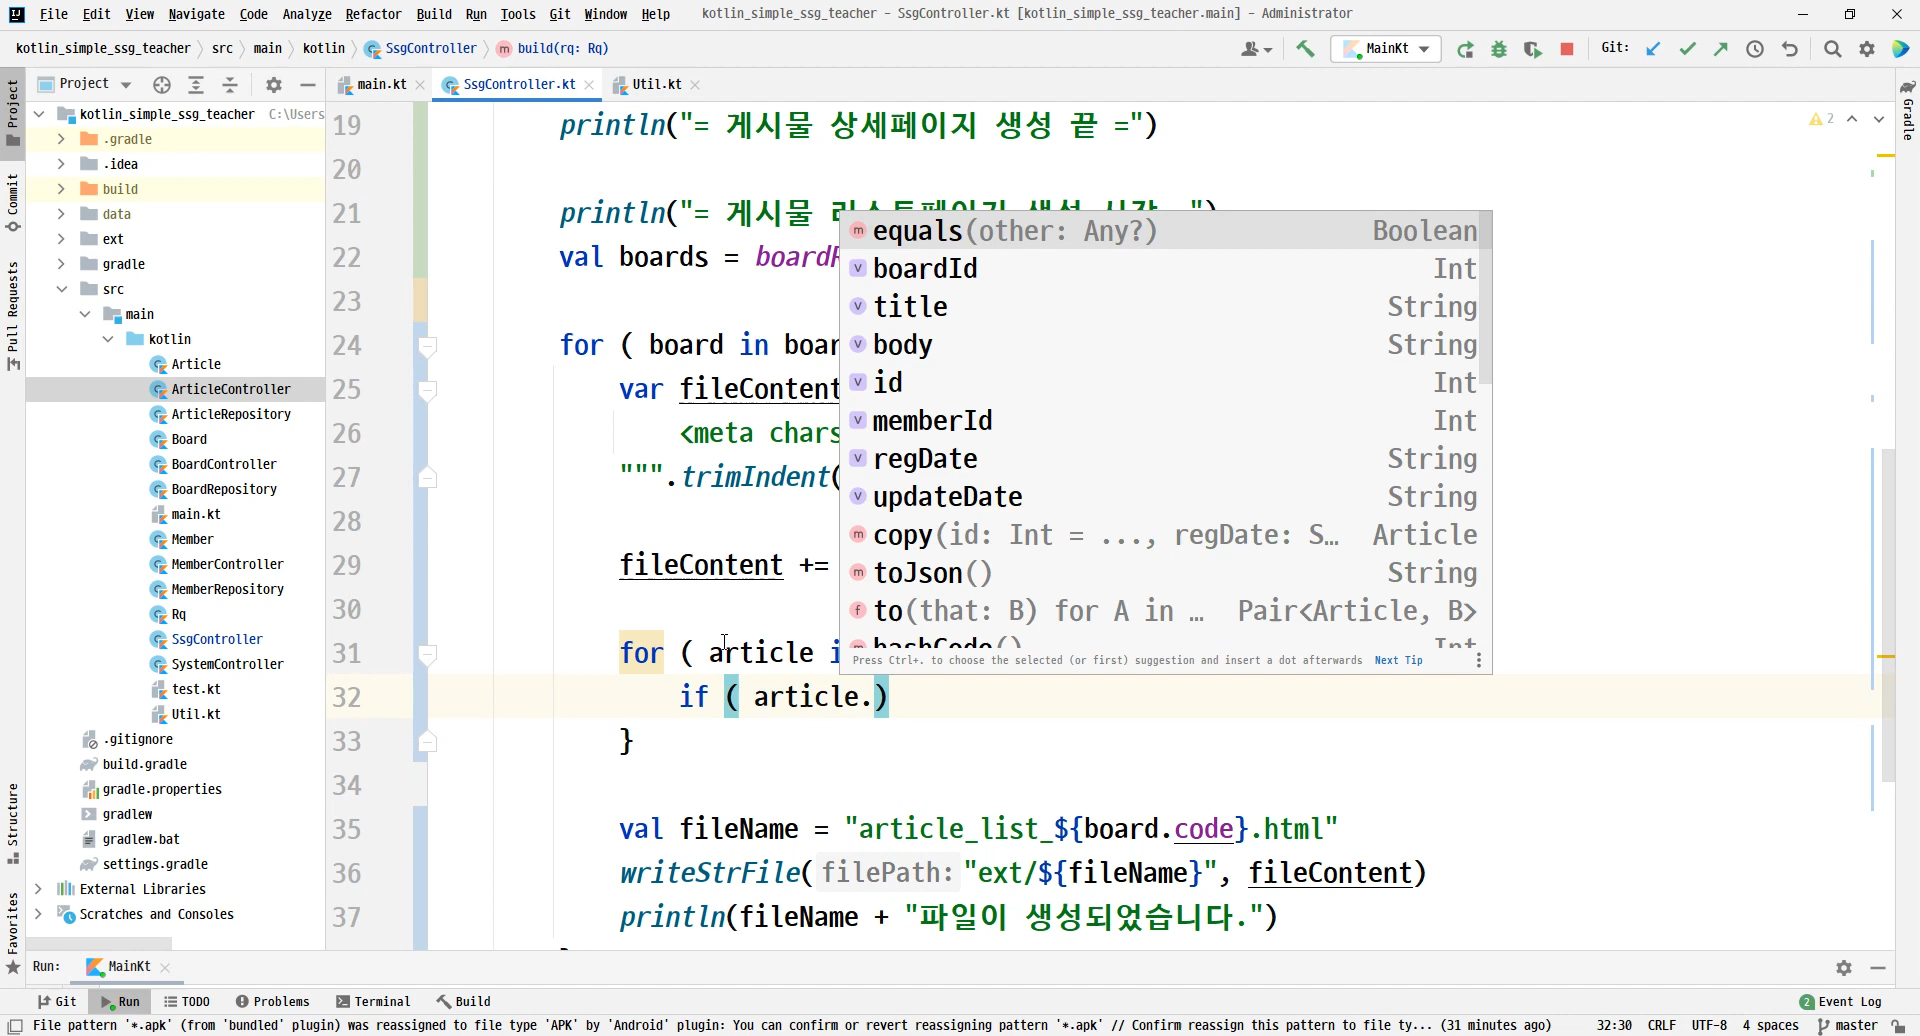 File Edit View Navigate Code Analyze Refactor Build Run Tools Git Window Help kotlin_simple_ssg_teacher - SsgController.kt [kotlin_simple_ssg_teacher.main] - Administrator
kotlin_simple_ssg_teacher src main kotlin SsgController build(rq: Rq) MainKt Git:
Project main.kt SsgController.kt Util.kt
Project
Commit
Pull Requests
Structure
Favorites
Gradle
kotlin_simple_ssg_teacher C:\Users
.gradle
.idea
build
data
ext
gradle
src
main
kotlin
Article
ArticleController
ArticleRepository
Board
BoardController
BoardRepository
main.kt
Member
MemberController
MemberRepository
Rq
SsgController
SystemController
test.kt
Util.kt
.gitignore
build.gradle
gradle.properties
gradlew
gradlew.bat
settings.gradle
External Libraries
Scratches and Consoles
2
19 println("= 게시물 상세페이지 생성 끝 =")
20
21 println("= 게시물 리스트페이지 생성 시작 =")
22 val boards = boardR
23
24 for ( board in boar
25 var fileContent
26 <meta chars
27 """.trimIndent(
28
29 fileContent +=
30
31 for ( article i
32 if ( article.)
33 }
34
35 val fileName = "article_list_${board.code}.html"
36 writeStrFile( filePath: "ext/${fileName}", fileContent)
37 println(fileName + "파일이 생성되었습니다.")
equals(other: Any?) Boolean
boardId Int
title String
body String
id Int
memberId Int
regDate String
updateDate String
copy(id: Int = ..., regDate: S... Article
toJson() String
to(that: B) for A in ... Pair<Article, B>
hashCode() Int
Press Ctrl+. to choose the selected (or first) suggestion and insert a dot afterwards Next Tip
Run: MainKt
Git Run TODO Problems Terminal Build 2 Event Log
File pattern '*.apk' (from 'bundled' plugin) was reassigned to file type 'APK' by 'Android' plugin: You can confirm or revert reassigning pattern '*.apk' // Confirm reassign this pattern to file ty... (31 minutes ago) 32:30 CRLF UTF-8 4 spaces master